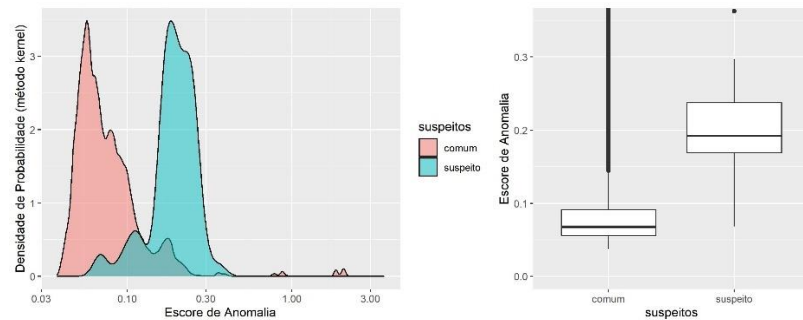 Densidade de Probabilidade (método kernel)
3
2
1
0
0.03 0.10 0.30 1.00 3.00
Escore de Anomalia
suspeitos
comum
suspeito
Escore de Anomalia
0.3
0.2
0.1
0.0
comum suspeito
suspeitos